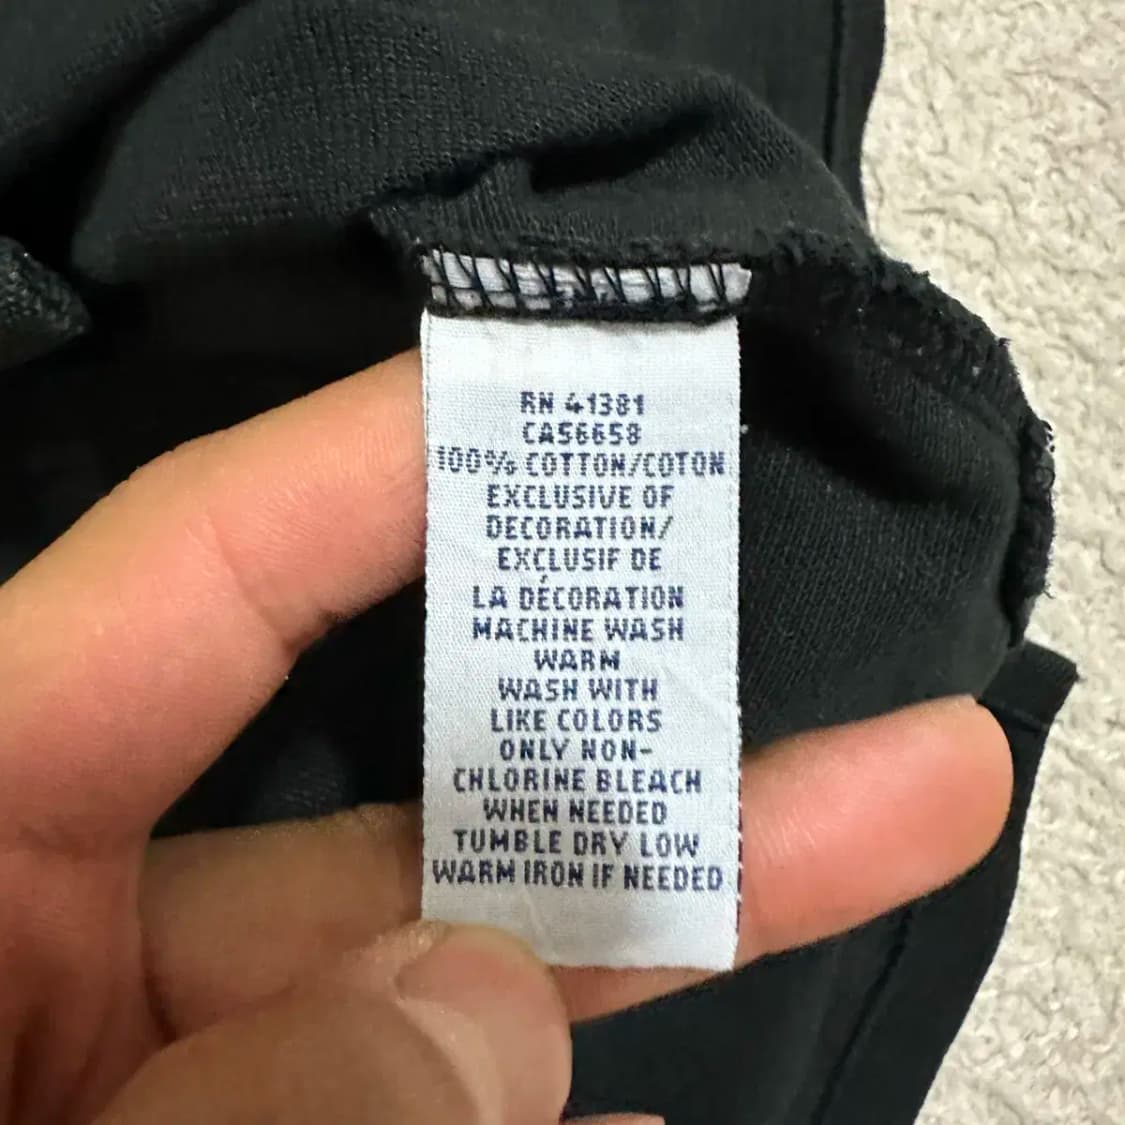 RN 41381
CA56658
100% COTTON/COTON
EXCLUSIVE OF
DECORATION/
EXCLUSIF DE
LA DÉCORATION
MACHINE WASH
WARM
WASH WITH
LIKE COLORS
ONLY NON-
CHLORINE BLEACH
WHEN NEEDED
TUMBLE DRY LOW
WARM IRON IF NEEDED